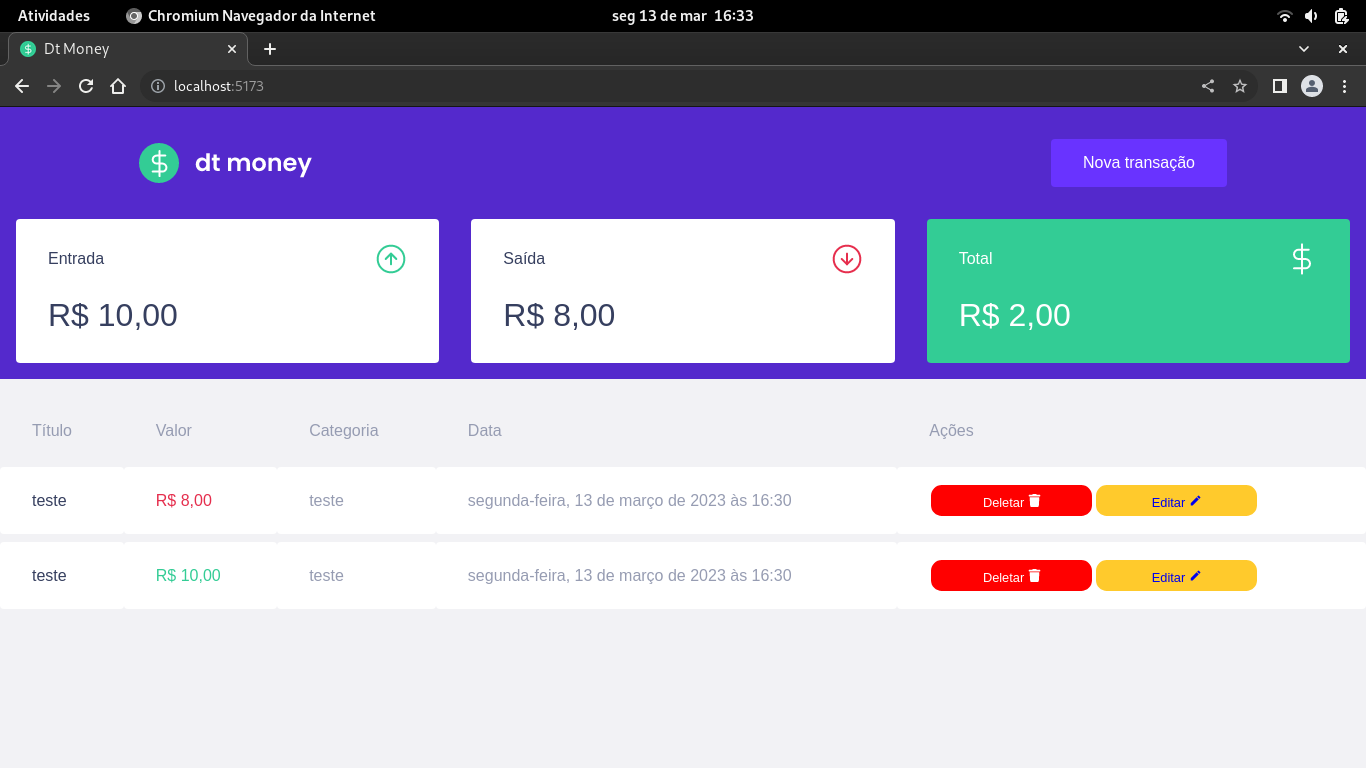 Atividades Chromium Navegador da Internet seg 13 de mar 16:33
Dt Money
localhost:5173
dt money Nova transação
Entrada Saída Total
R$ 10,00 R$ 8,00 R$ 2,00
Título Valor Categoria Data Ações
teste R$ 8,00 teste segunda-feira, 13 de março de 2023 às 16:30 Deletar Editar
teste R$ 10,00 teste segunda-feira, 13 de março de 2023 às 16:30 Deletar Editar